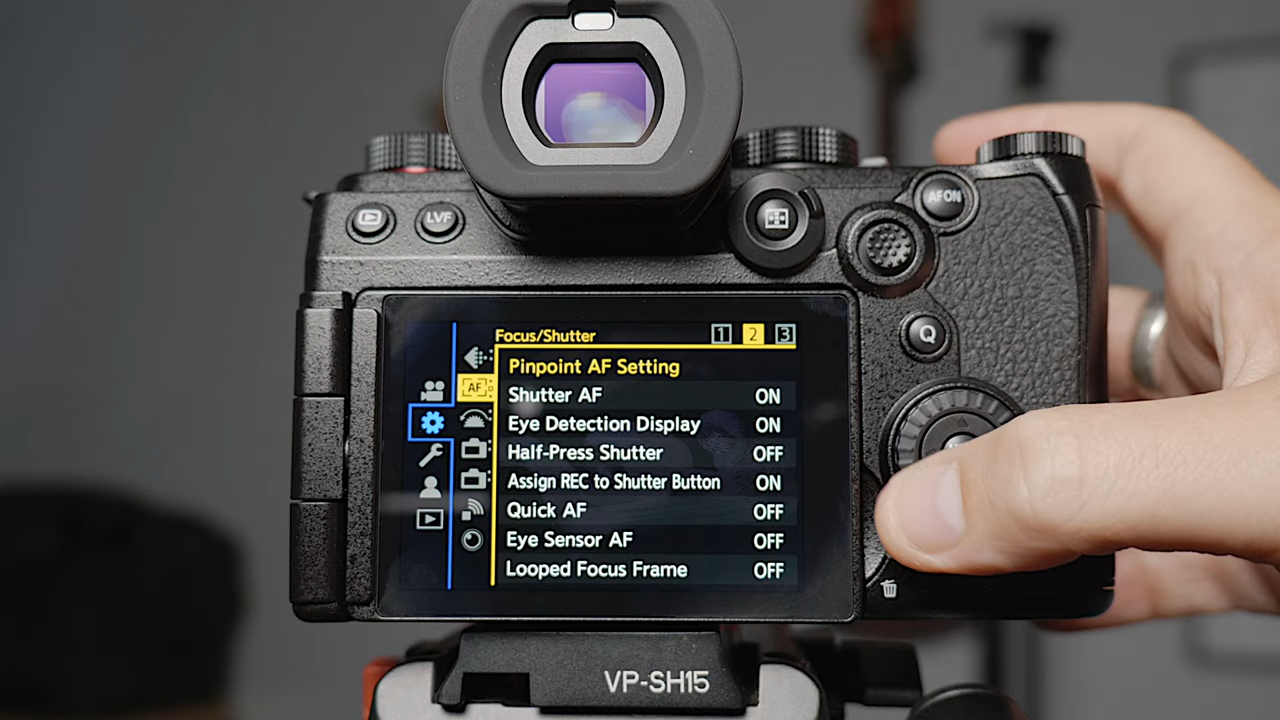 LVF
AF ON
Q
Focus/Shutter 1 2 3
AF
Pinpoint AF Setting
Shutter AF ON
Eye Detection Display ON
Half-Press Shutter OFF
Assign REC to Shutter Button ON
Quick AF OFF
Eye Sensor AF OFF
Looped Focus Frame OFF
VP-SH15